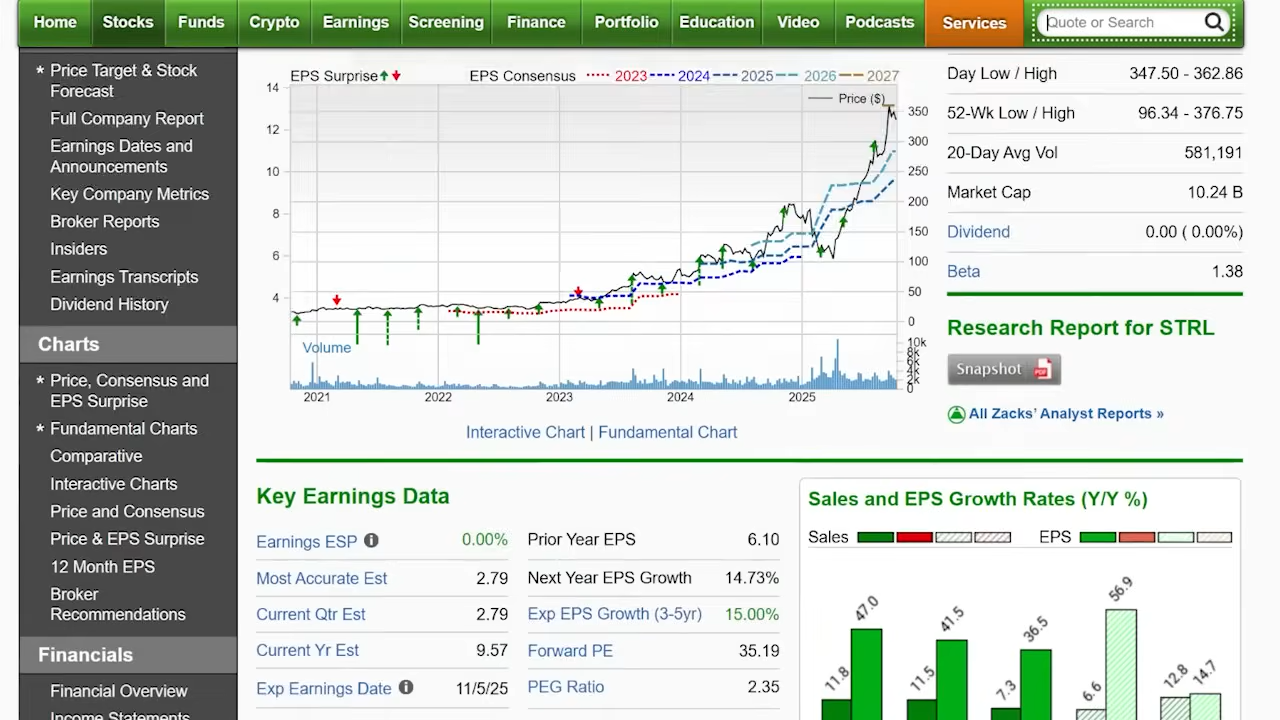 Home Stocks Funds Crypto Earnings Screening Finance Portfolio Education Video Podcasts Services Quote or Search
* Price Target & Stock
Forecast
Full Company Report
Earnings Dates and
Announcements
Key Company Metrics
Broker Reports
Insiders
Earnings Transcripts
Dividend History
Charts
* Price, Consensus and
EPS Surprise
* Fundamental Charts
Comparative
Interactive Charts
Price and Consensus
Price & EPS Surprise
12 Month EPS
Broker
Recommendations
Financials
Financial Overview
Income Statements
EPS Surprise EPS Consensus 2023 2024 2025 2026 2027
Price ($)
14
12
10
8
6
4
350
300
250
200
150
100
50
0
Volume
10k
8k
6k
4k
2k
0
2021 2022 2023 2024 2025
Interactive Chart | Fundamental Chart
Day Low / High 347.50 - 362.86
52-Wk Low / High 96.34 - 376.75
20-Day Avg Vol 581,191
Market Cap 10.24 B
Dividend 0.00 ( 0.00%)
Beta 1.38
Research Report for STRL
Snapshot PDF
All Zacks' Analyst Reports »
Key Earnings Data
Earnings ESP 0.00%
Most Accurate Est 2.79
Current Qtr Est 2.79
Current Yr Est 9.57
Exp Earnings Date 11/5/25
Prior Year EPS 6.10
Next Year EPS Growth 14.73%
Exp EPS Growth (3-5yr) 15.00%
Forward PE 35.19
PEG Ratio 2.35
Sales and EPS Growth Rates (Y/Y %)
Sales EPS
11.8 47.0 11.5 41.5 7.3 36.5 6.6 56.9 12.8 14.7